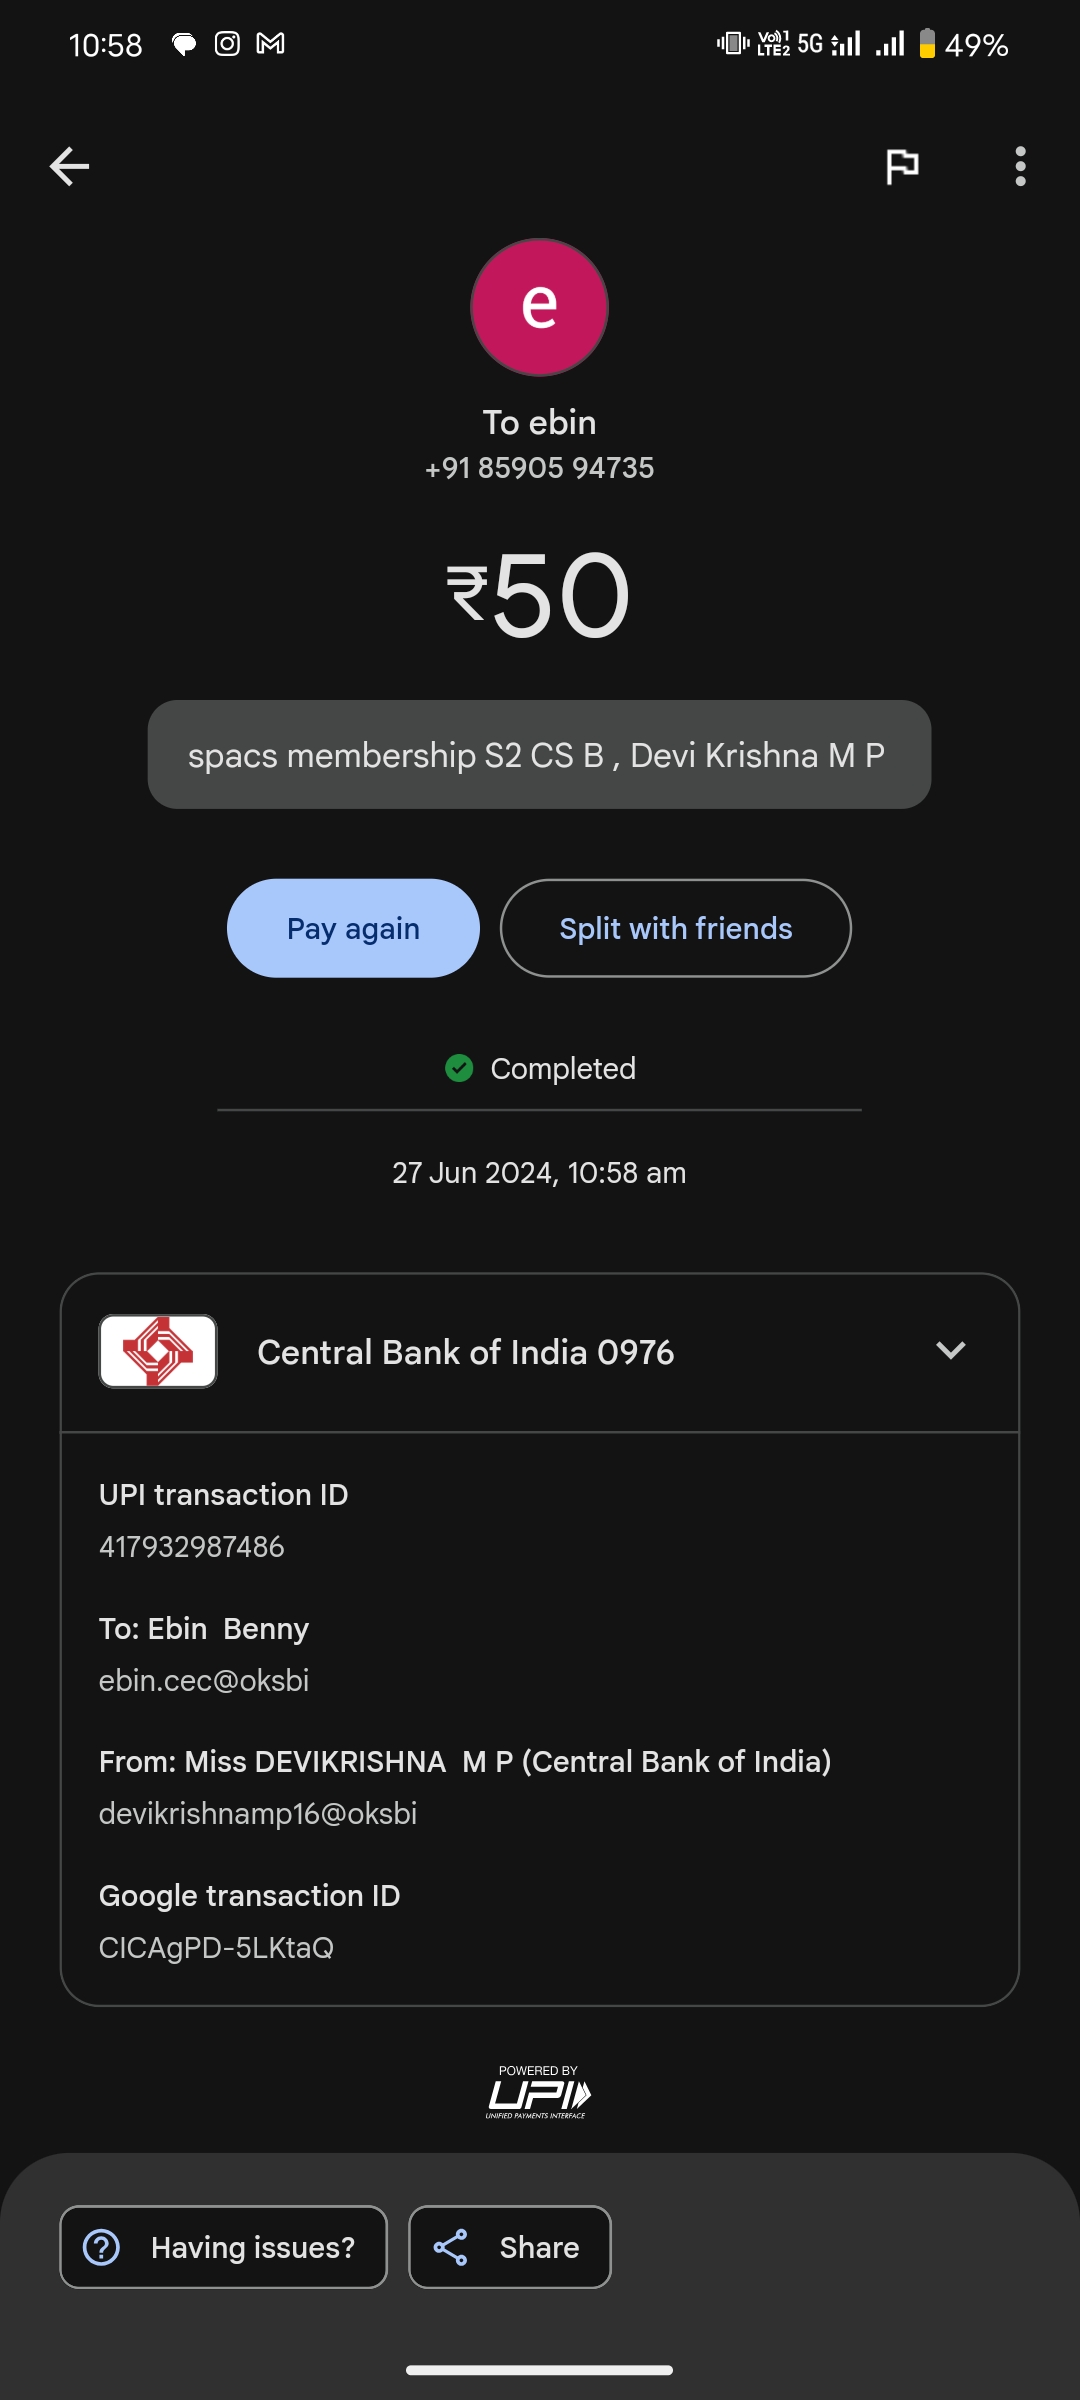 10:58
Vo))1 LTE2 5G 49%
e
To ebin
+91 85905 94735
₹50
spacs membership S2 CS B , Devi Krishna M P
Pay again
Split with friends
Completed
27 Jun 2024, 10:58 am
Central Bank of India 0976
UPI transaction ID
417932987486
To: Ebin  Benny
ebin.cec@oksbi
From: Miss DEVIKRISHNA  M P (Central Bank of India)
devikrishnamp16@oksbi
Google transaction ID
CICAgPD-5LKtaQ
POWERED BY
UPI
UNIFIED PAYMENTS INTERFACE
Having issues?
Share